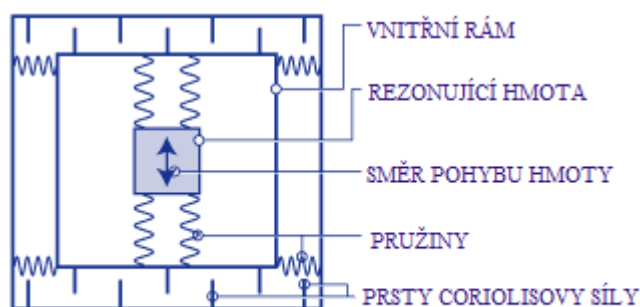 VNITŘNÍ RÁM
REZONUJÍCÍ HMOTA
SMĚR POHYBU HMOTY
PRUŽINY
PRSTY CORIOLISOVY SÍLY